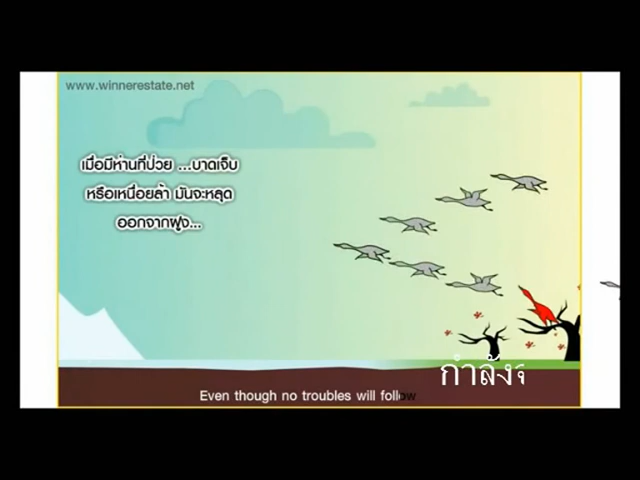 www.winnerestate.net
เมื่อมีห่านที่ป่วย ...บาดเจ็บ
หรือเหนื่อยล้า มันจะหลุด
ออกจากฝูง...
กำลังจ
Even though no troubles will follow